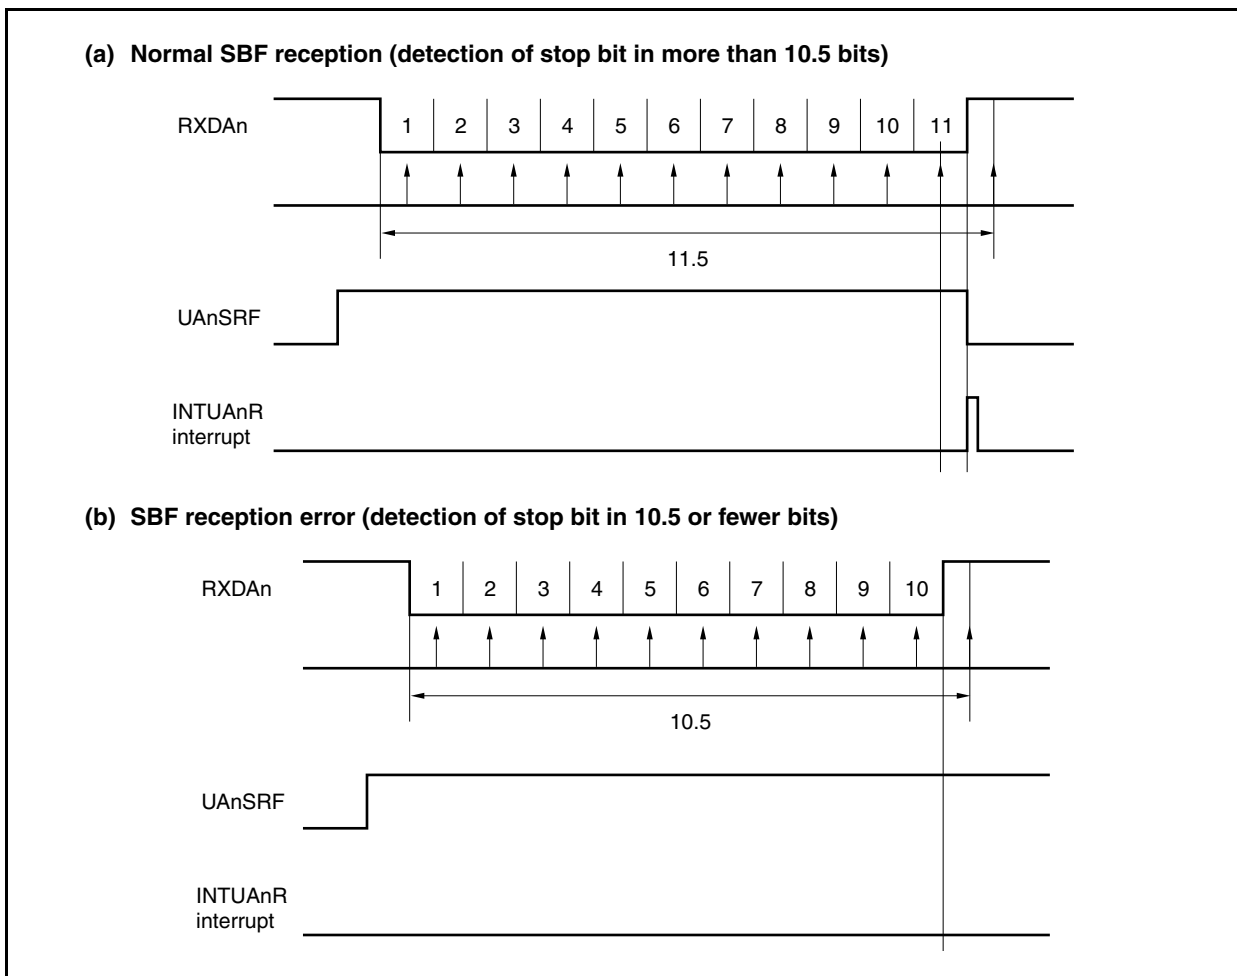 (a) Normal SBF reception (detection of stop bit in more than 10.5 bits)
RXDAn
1 2 3 4 5 6 7 8 9 10 11
11.5
UAnSRF
INTUAnR
interrupt
(b) SBF reception error (detection of stop bit in 10.5 or fewer bits)
RXDAn
1 2 3 4 5 6 7 8 9 10
10.5
UAnSRF
INTUAnR
interrupt